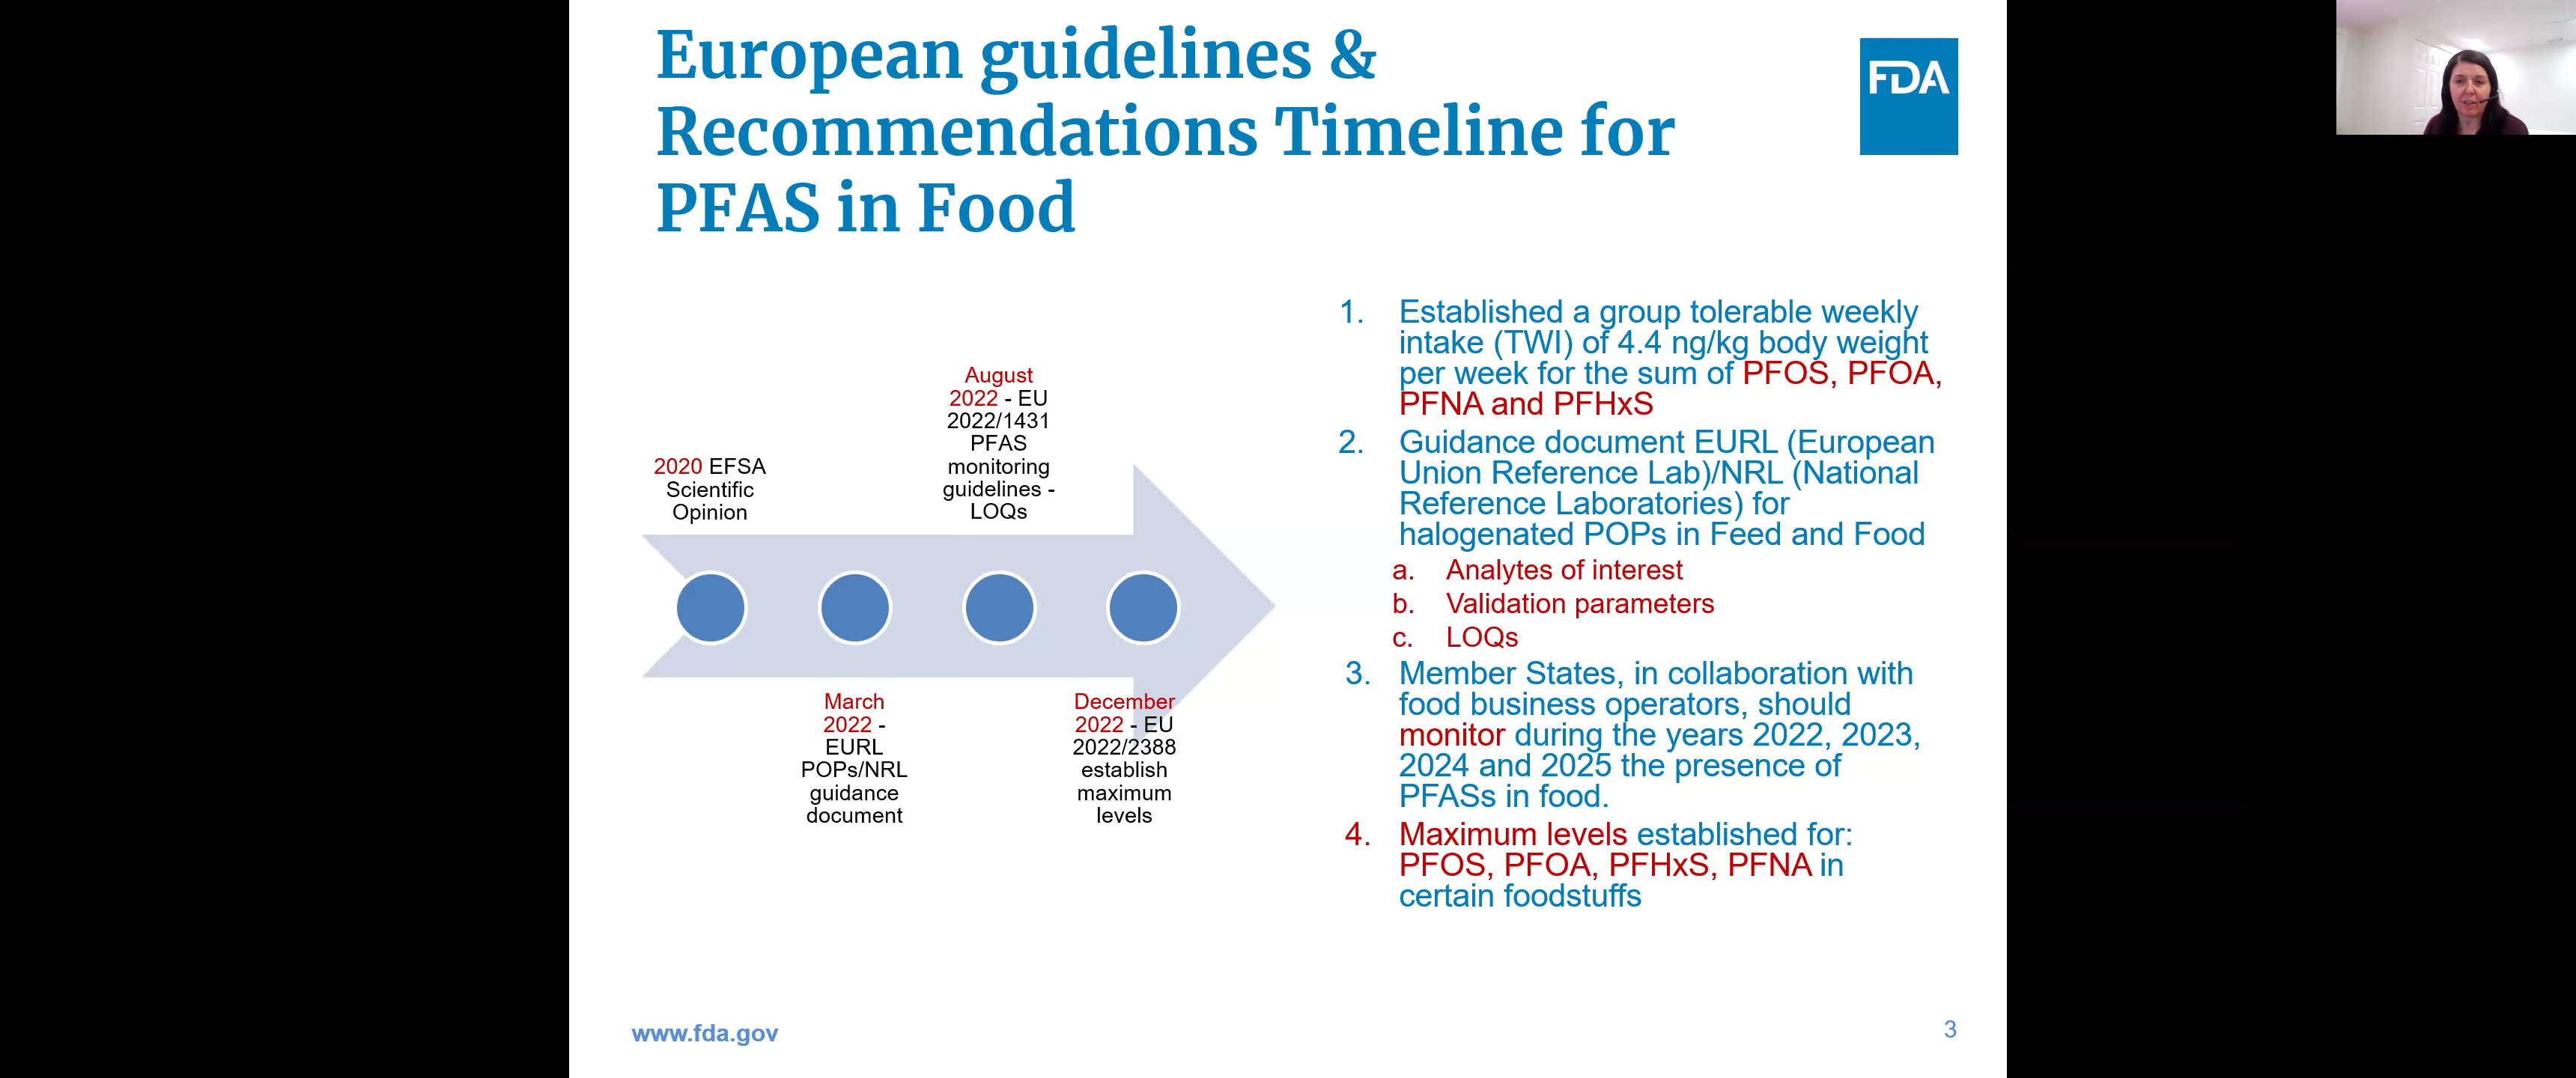 European guidelines &
Recommendations Timeline for
PFAS in Food
FDA
August
2022 - EU
2022/1431
PFAS
monitoring
guidelines -
LOQs
2020 EFSA
Scientific
Opinion
March
2022 -
EURL
POPs/NRL
guidance
document
December
2022 - EU
2022/2388
establish
maximum
levels
1. Established a group tolerable weekly
intake (TWI) of 4.4 ng/kg body weight
per week for the sum of PFOS, PFOA,
PFNA and PFHxS
2. Guidance document EURL (European
Union Reference Lab)/NRL (National
Reference Laboratories) for
halogenated POPs in Feed and Food
a. Analytes of interest
b. Validation parameters
c. LOQs
3. Member States, in collaboration with
food business operators, should
monitor during the years 2022, 2023,
2024 and 2025 the presence of
PFASs in food.
4. Maximum levels established for:
PFOS, PFOA, PFHxS, PFNA in
certain foodstuffs
www.fda.gov
3